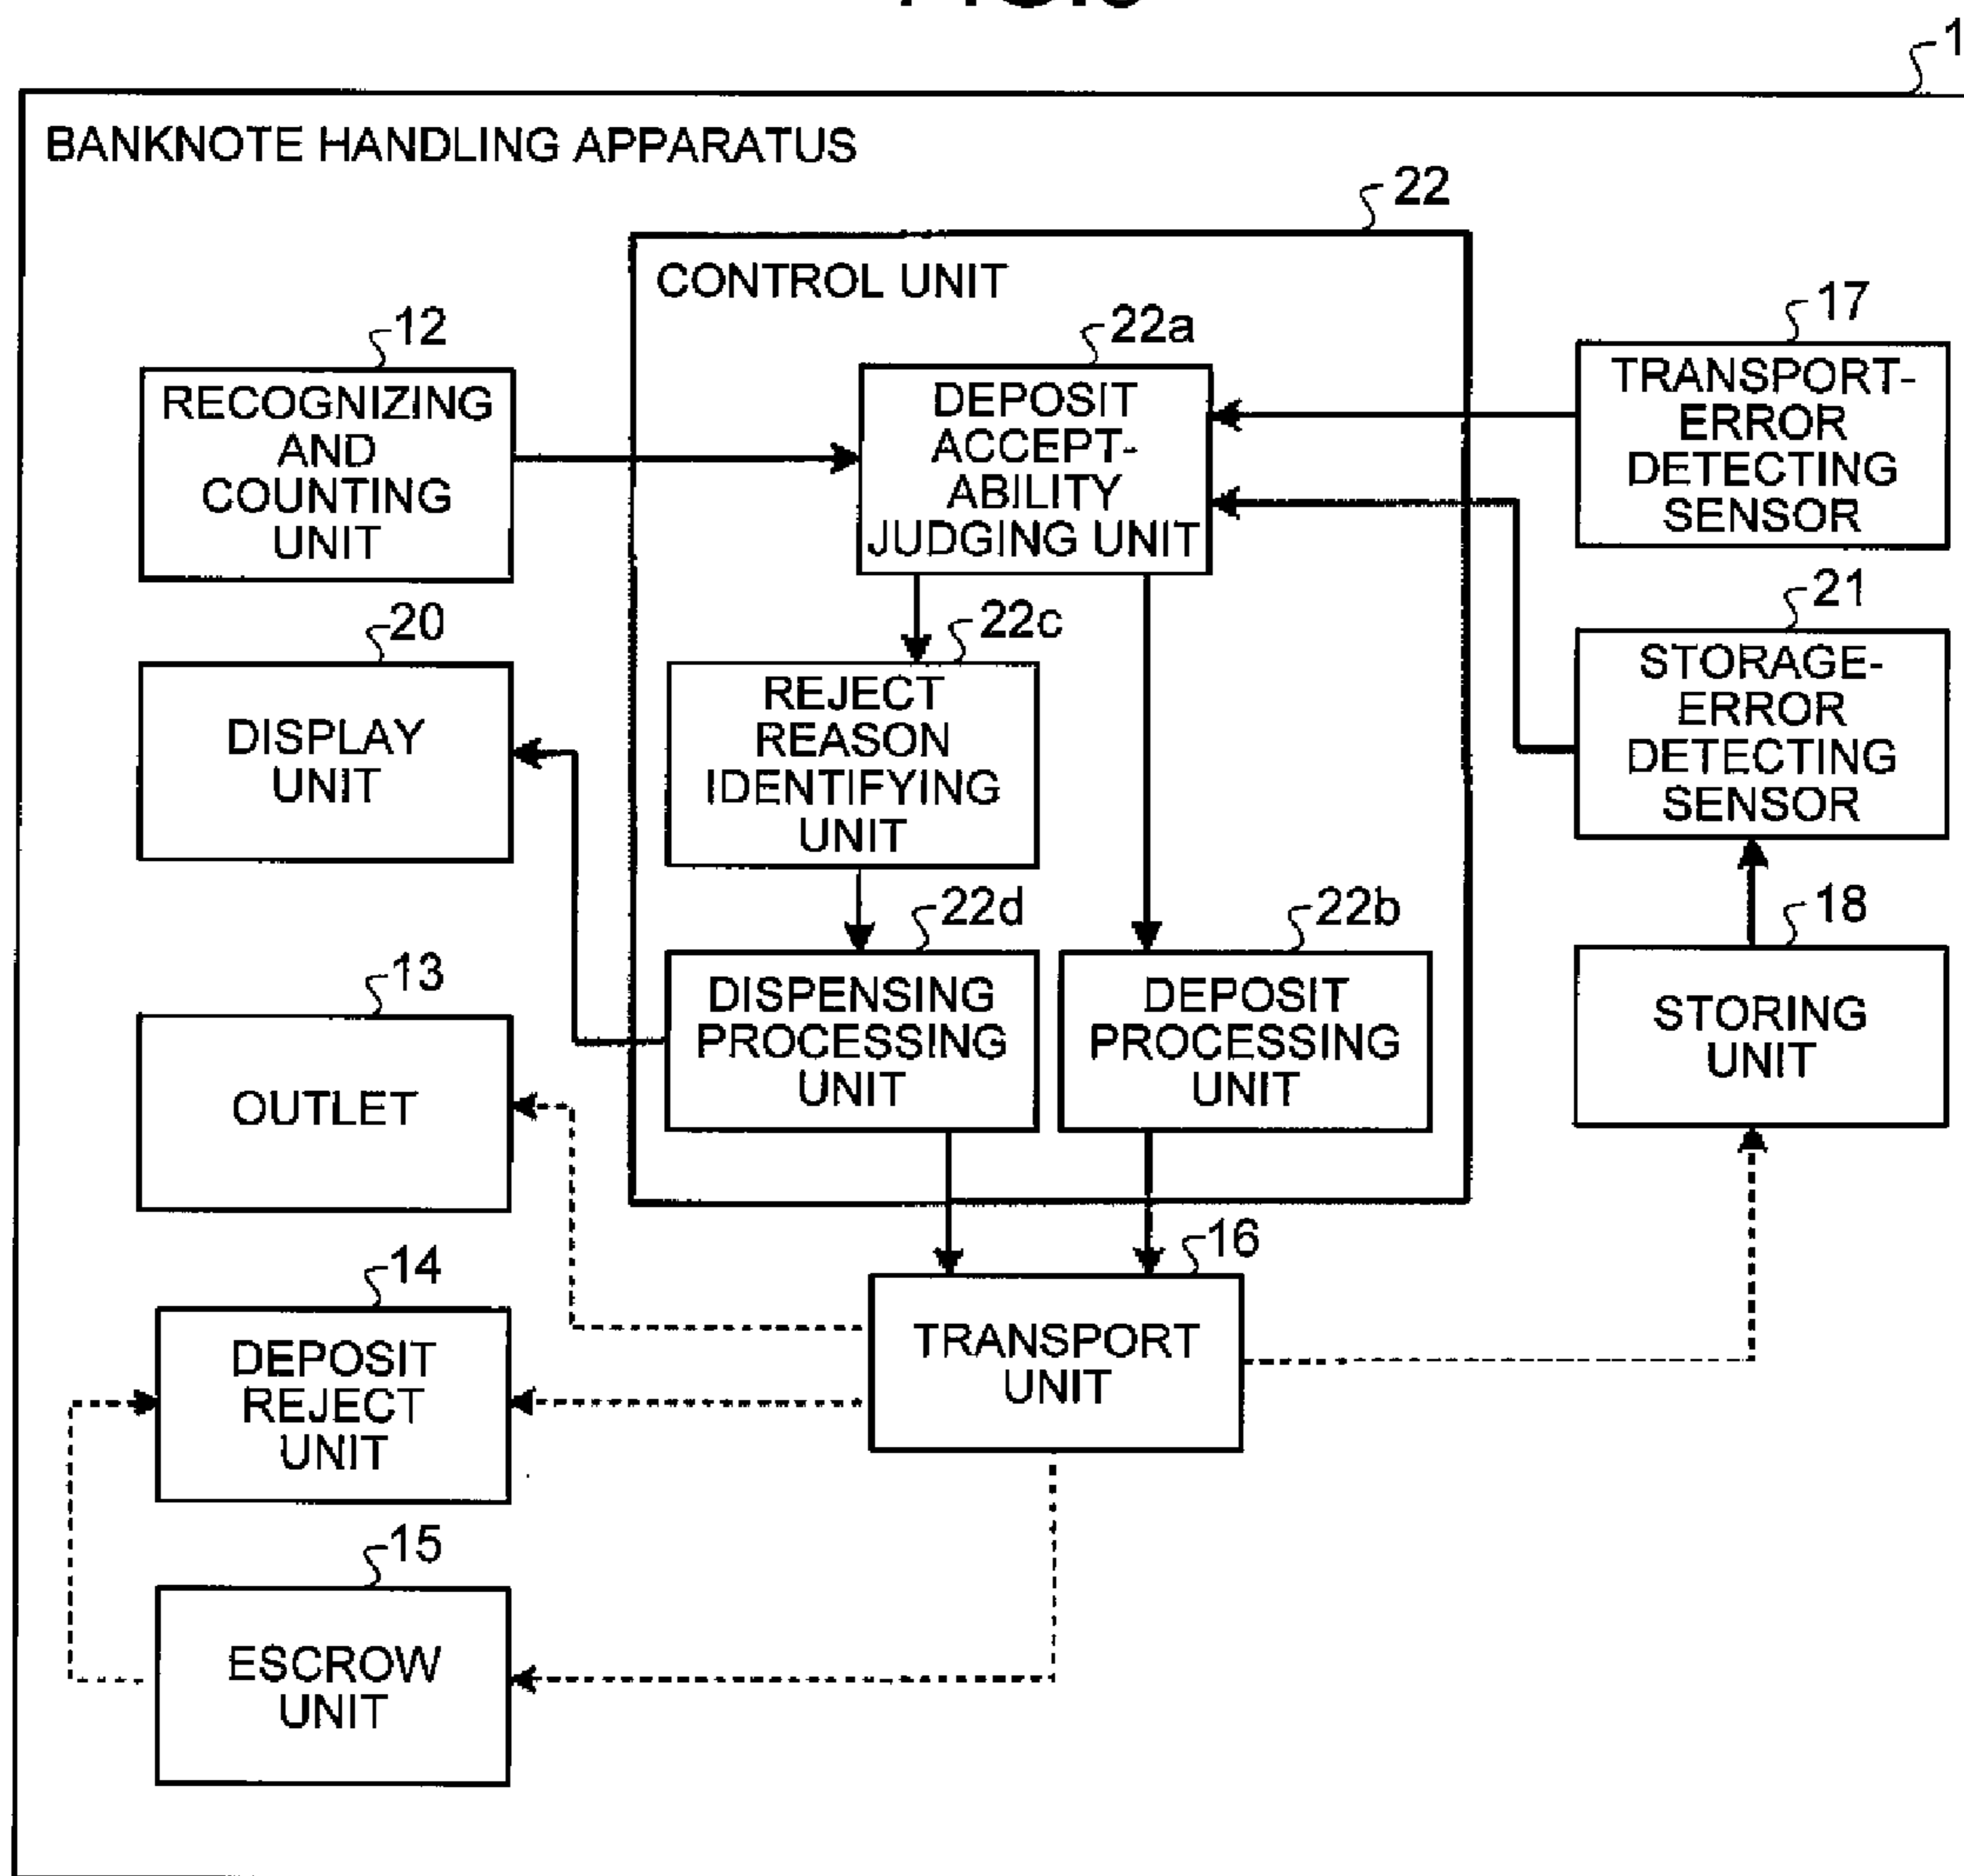 1
BANKNOTE HANDLING APPARATUS
22
CONTROL UNIT
12
RECOGNIZING
AND
COUNTING
UNIT
22a
DEPOSIT
ACCEPT-
ABILITY
JUDGING UNIT
17
TRANSPORT-
ERROR
DETECTING
SENSOR
20
DISPLAY
UNIT
22c
REJECT
REASON
IDENTIFYING
UNIT
21
STORAGE-
ERROR
DETECTING
SENSOR
13
OUTLET
22d
DISPENSING
PROCESSING
UNIT
22b
DEPOSIT
PROCESSING
UNIT
18
STORING
UNIT
14
DEPOSIT
REJECT
UNIT
16
TRANSPORT
UNIT
15
ESCROW
UNIT